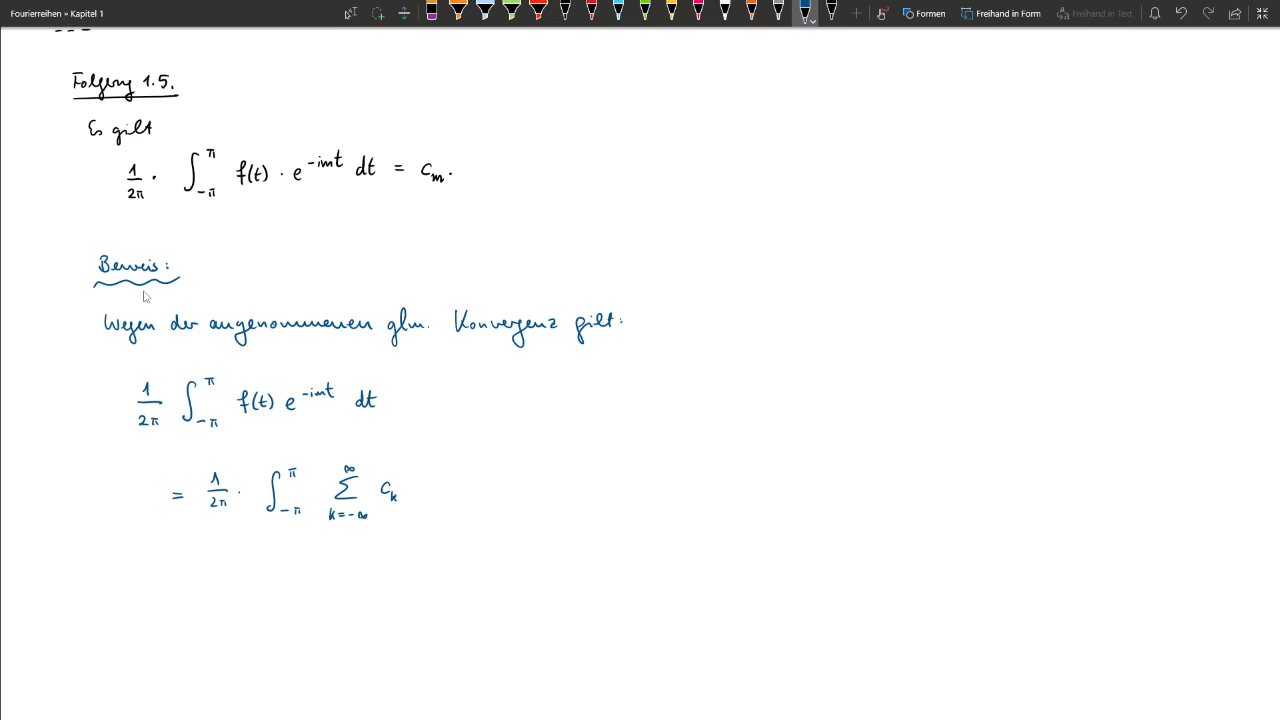 Fourierreihen » Kapitel 1
Formen
Freihand in Form
Freihand in Text
Folgerung 1.5.
Es gilt
1/2π · ∫_{-π}^{π} f(t) · e^{-imt} dt = c_m.
Beweis:
Wegen der angenommenen glm. Konvergenz gilt:
1/2π ∫_{-π}^{π} f(t) e^{-imt} dt
= 1/2π · ∫_{-π}^{π} ∑_{k=-∞}^{∞} c_k